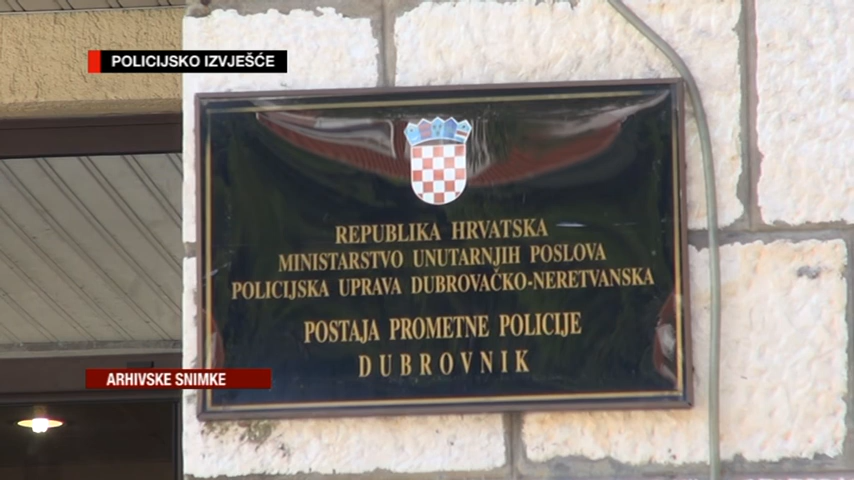 POLICIJSKO IZVJEŠĆE
REPUBLIKA HRVATSKA
MINISTARSTVO UNUTARNJIH POSLOVA
POLICIJSKA UPRAVA DUBROVAČKO-NERETVANSKA
POSTAJA PROMETNE POLICIJE
DUBROVNIK
ARHIVSKE SNIMKE